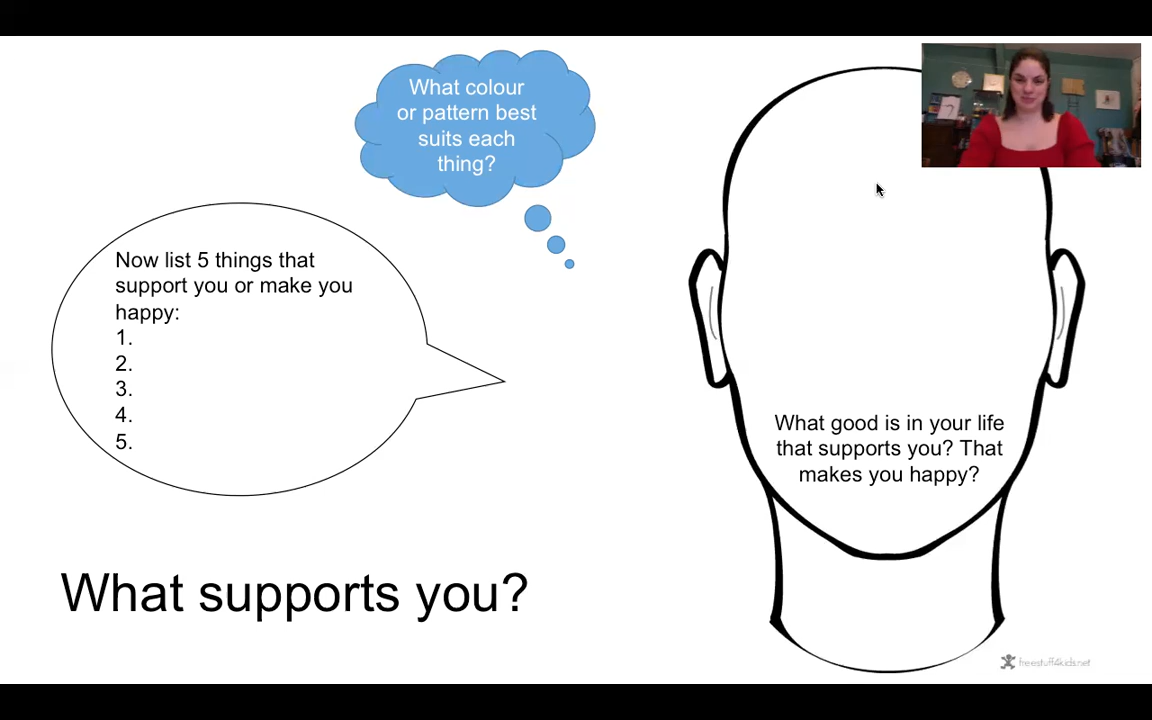 What colour
or pattern best
suits each
thing?
Now list 5 things that
support you or make you
happy:
1.
2.
3.
4.
5.
What good is in your life
that supports you? That
makes you happy?
What supports you?
freestuff4kids.net